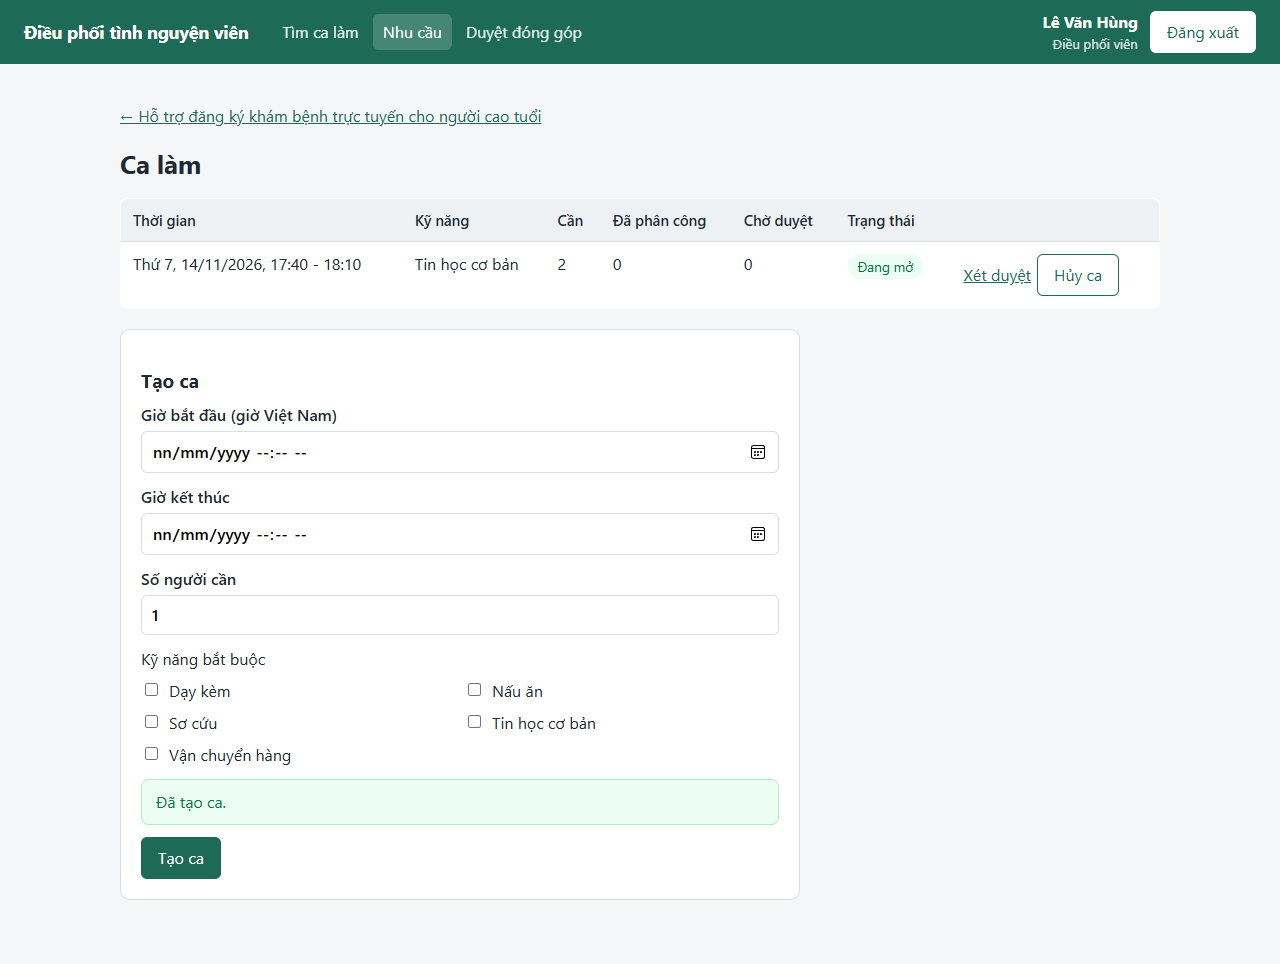 Điều phối tình nguyện viên
Tìm ca làm
Nhu cầu
Duyệt đóng góp
Lê Văn Hùng
Điều phối viên
Đăng xuất
← Hỗ trợ đăng ký khám bệnh trực tuyến cho người cao tuổi
Ca làm
Thời gian Kỹ năng Cần Đã phân công Chờ duyệt Trạng thái
Thứ 7, 14/11/2026, 17:40 - 18:10 Tin học cơ bản 2 0 0 Đang mở Xét duyệt Hủy ca
Tạo ca
Giờ bắt đầu (giờ Việt Nam)
nn/mm/yyyy --:-- --
Giờ kết thúc
nn/mm/yyyy --:-- --
Số người cần
1
Kỹ năng bắt buộc
Dạy kèm Nấu ăn
Sơ cứu Tin học cơ bản
Vận chuyển hàng
Đã tạo ca.
Tạo ca